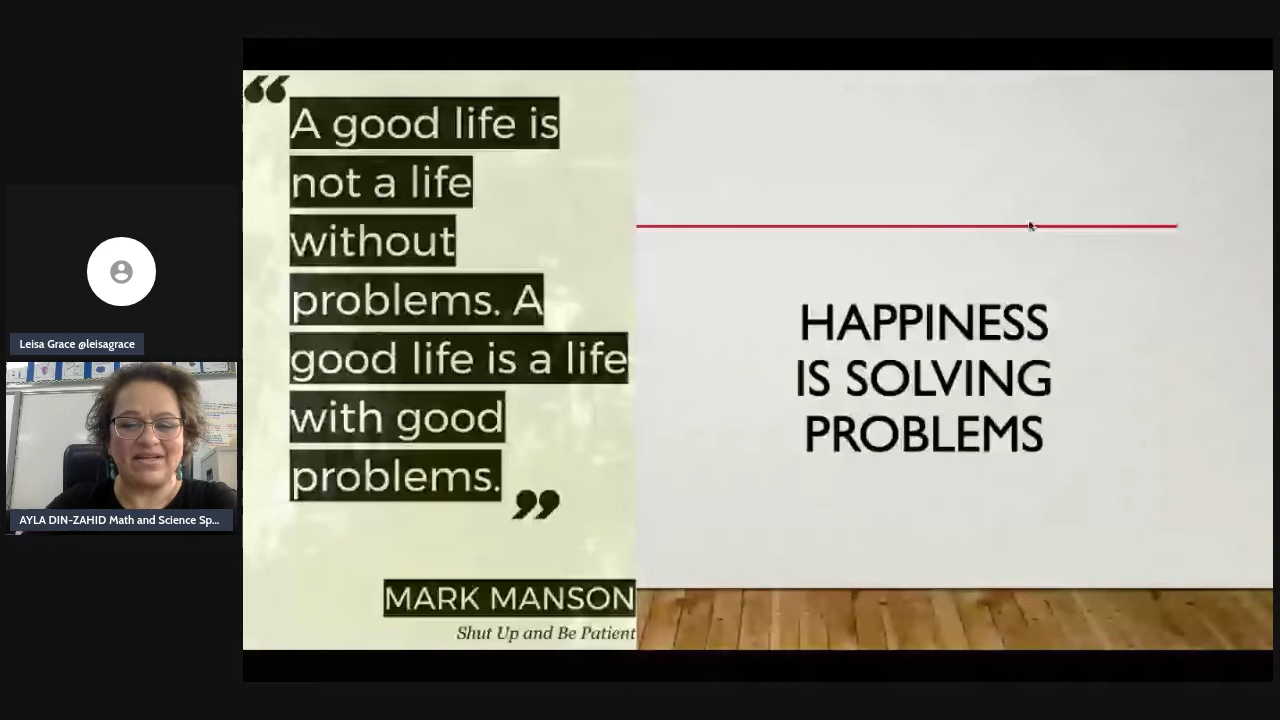 “
A good life is
not a life
without
problems. A
good life is a life
with good
problems.
”
MARK MANSON
Shut Up and Be Patient
HAPPINESS
IS SOLVING
PROBLEMS
Leisa Grace @leisagrace
AYLA DIN-ZAHID Math and Science Sp...